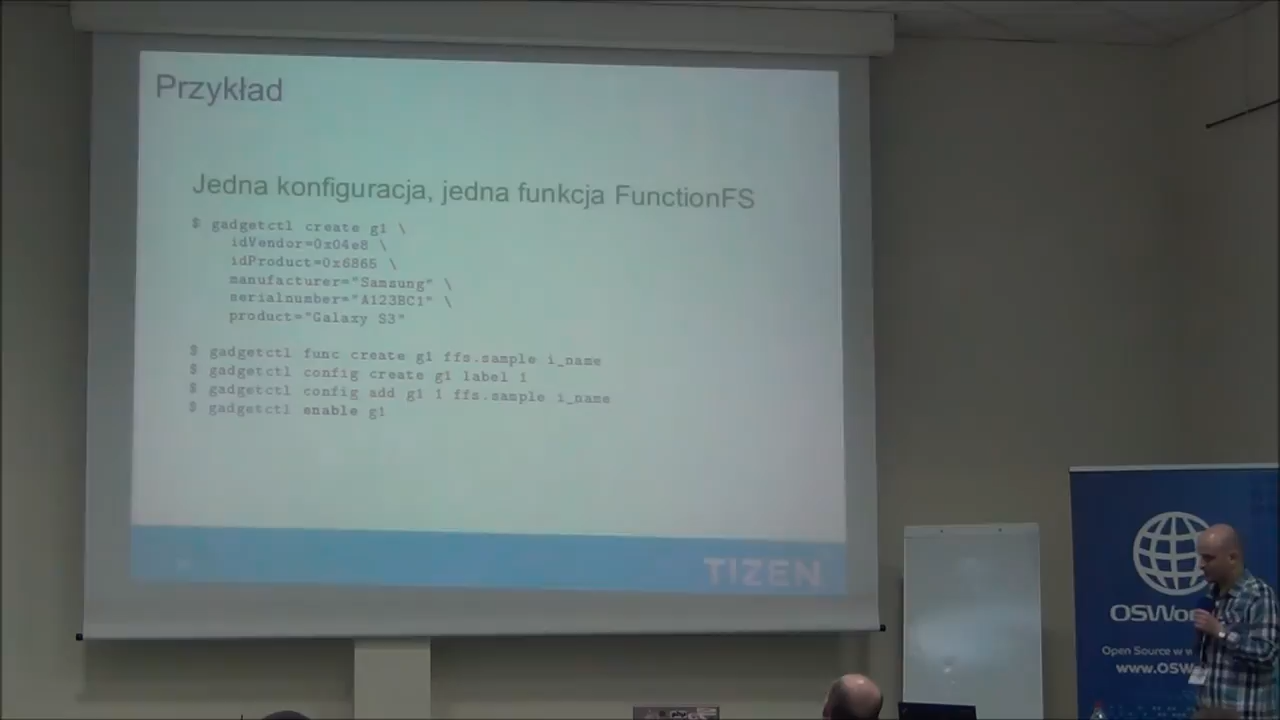 Przykład
Jedna konfiguracja, jedna funkcja FunctionFS
$ gadgetctl create g1 \
idVendor=0x04e8 \
idProduct=0x6865 \
manufacturer="Samsung" \
serialnumber="A123BC1" \
product="Galaxy S3"
$ gadgetctl func create g1 ffs.sample i_name
$ gadgetctl config create g1 label 1
$ gadgetctl config add g1 1 ffs.sample i_name
$ gadgetctl enable g1
TIZEN
OSWo
Open Source w
www.OSW
php